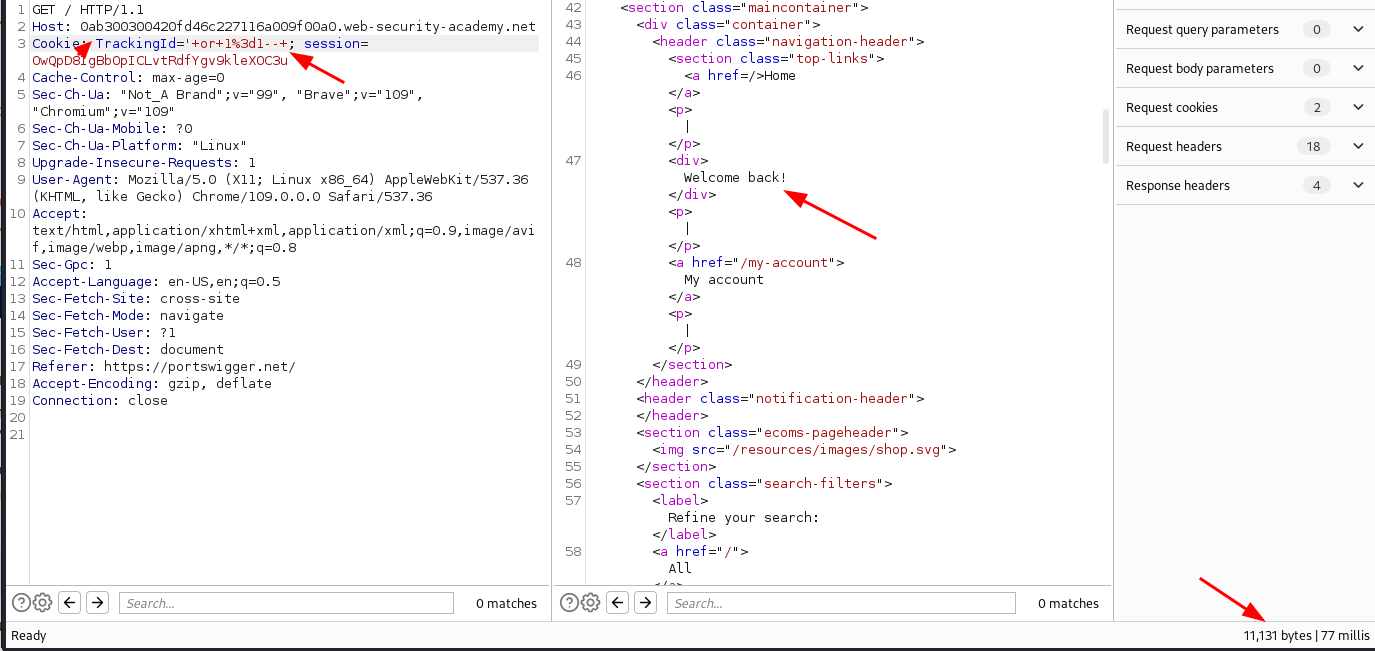 1 GET / HTTP/1.1
2 Host: 0ab300300420fd46c227116a009f00a0.web-security-academy.net
3 Cookie: TrackingId='+or+1%3d1--+; session=
OwQpD8IgBbOpICLvtRdfYgv9kleXOC3u
4 Cache-Control: max-age=0
5 Sec-Ch-Ua: "Not_A Brand";v="99", "Brave";v="109",
"Chromium";v="109"
6 Sec-Ch-Ua-Mobile: ?0
7 Sec-Ch-Ua-Platform: "Linux"
8 Upgrade-Insecure-Requests: 1
9 User-Agent: Mozilla/5.0 (X11; Linux x86_64) AppleWebKit/537.36
(KHTML, like Gecko) Chrome/109.0.0.0 Safari/537.36
10 Accept:
text/html,application/xhtml+xml,application/xml;q=0.9,image/avi
f,image/webp,image/apng,*/*;q=0.8
11 Sec-Gpc: 1
12 Accept-Language: en-US,en;q=0.5
13 Sec-Fetch-Site: cross-site
14 Sec-Fetch-Mode: navigate
15 Sec-Fetch-User: ?1
16 Sec-Fetch-Dest: document
17 Referer: https://portswigger.net/
18 Accept-Encoding: gzip, deflate
19 Connection: close
20
21
Search...
0 matches
42 <section class="maincontainer">
43 <div class="container">
44 <header class="navigation-header">
45 <section class="top-links">
46 <a href=/>Home
</a>
<p>
|
</p>
47 <div>
Welcome back!
</div>
<p>
|
</p>
48 <a href="/my-account">
My account
</a>
<p>
|
</p>
49 </section>
50 </header>
51 <header class="notification-header">
52 </header>
53 <section class="ecoms-pageheader">
54 <img src="/resources/images/shop.svg">
55 </section>
56 <section class="search-filters">
57 <label>
Refine your search:
</label>
58 <a href="/">
All
</a>
Search...
0 matches
Request query parameters 0
Request body parameters 0
Request cookies 2
Request headers 18
Response headers 4
Ready
11,131 bytes | 77 millis